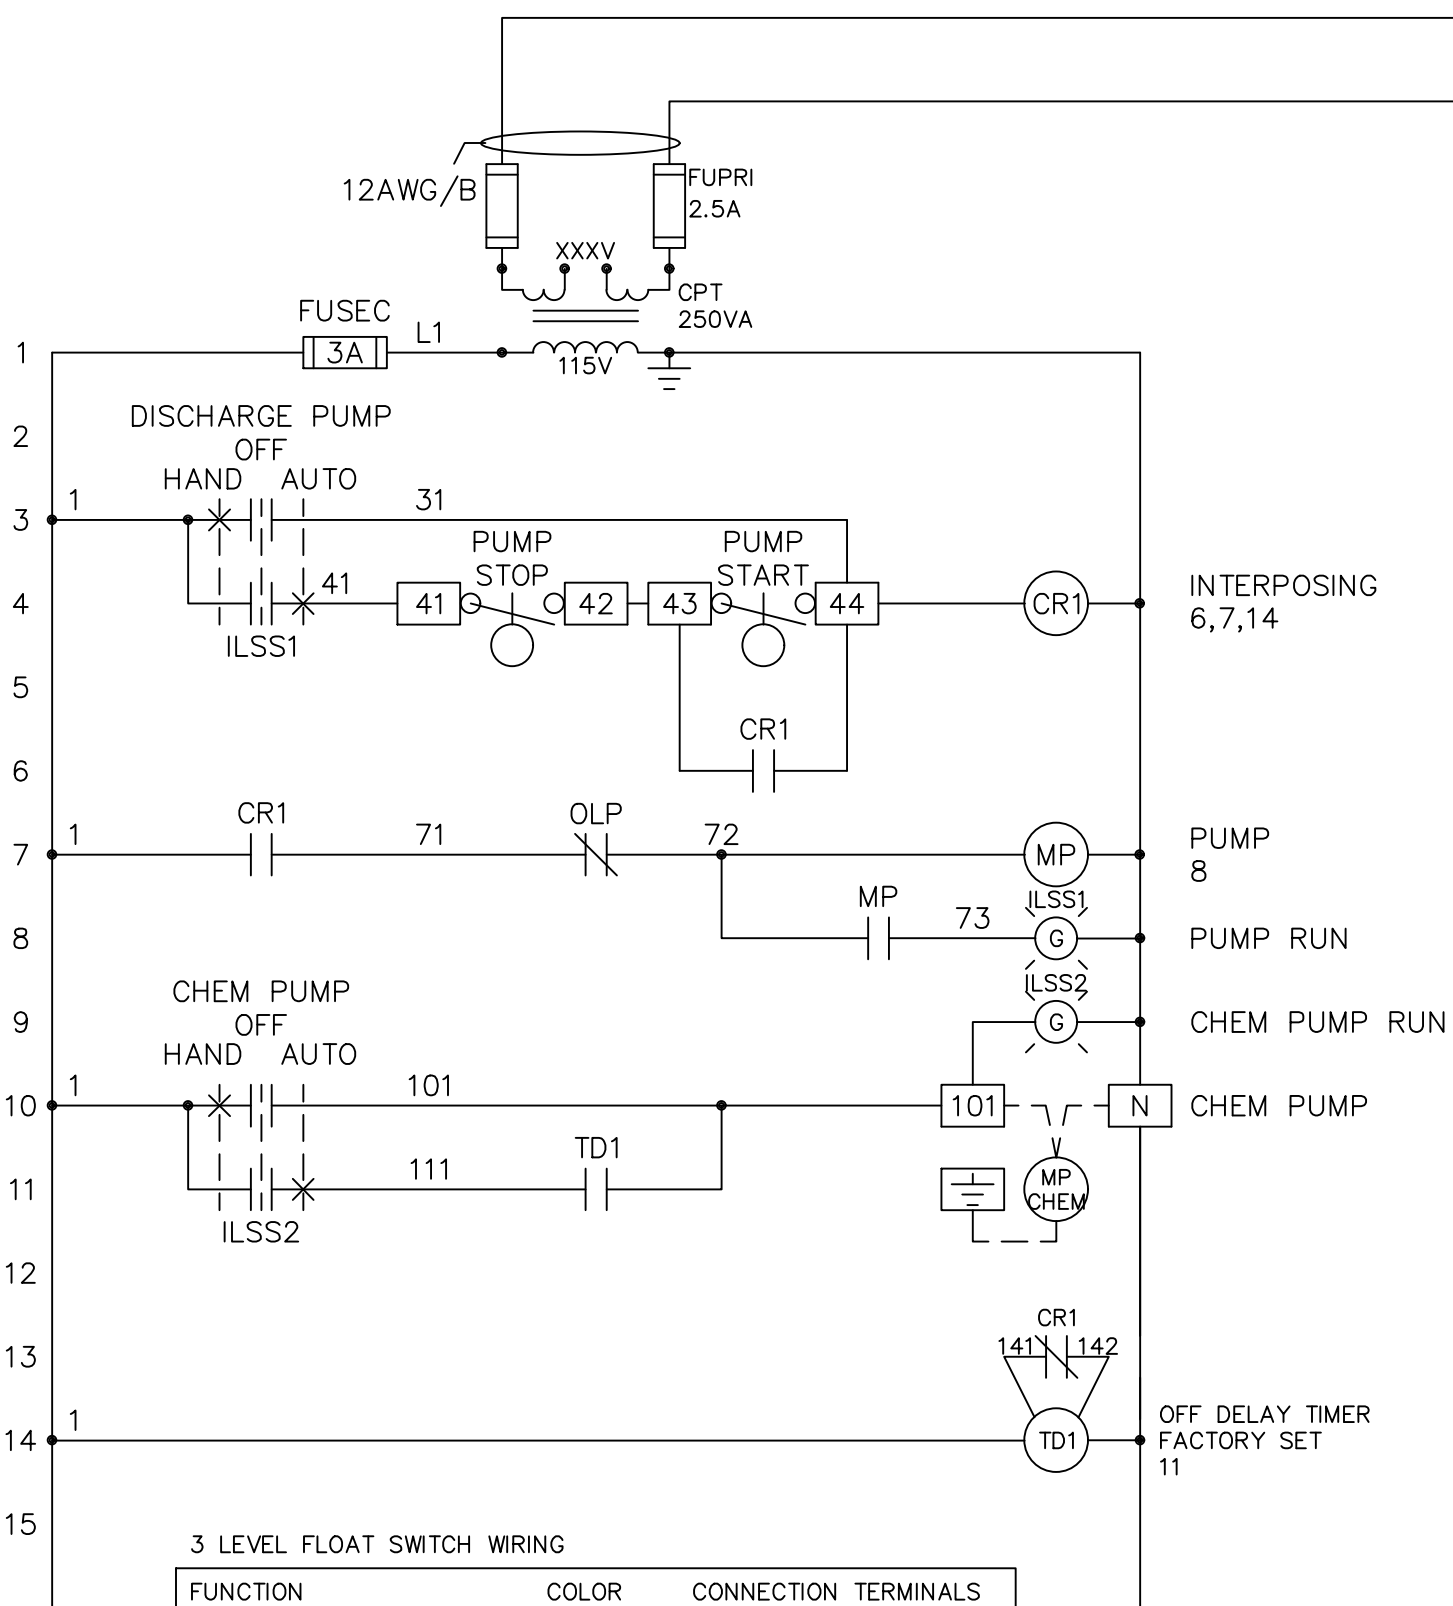 12AWG/B
FUPRI
2.5A
XXXV
CPT
250VA
FUSEC
L1
1
3A
115V
DISCHARGE PUMP
2
OFF
HAND AUTO
1
31
3
PUMP
STOP
PUMP
START
41
4
41
42
43
44
CR1
INTERPOSING
6,7,14
ILSS1
5
CR1
6
CR1
OLP
1
71
72
7
MP
PUMP
8
ILSS1
MP
73
8
G
PUMP RUN
ILSS2
CHEM PUMP
9
OFF
G
CHEM PUMP RUN
HAND AUTO
1
101
10
101
N
CHEM PUMP
TD1
111
11
MP
CHEM
ILSS2
12
CR1
13
141
142
1
14
TD1
OFF DELAY TIMER
FACTORY SET
11
15
3 LEVEL FLOAT SWITCH WIRING
FUNCTION COLOR CONNECTION TERMINALS